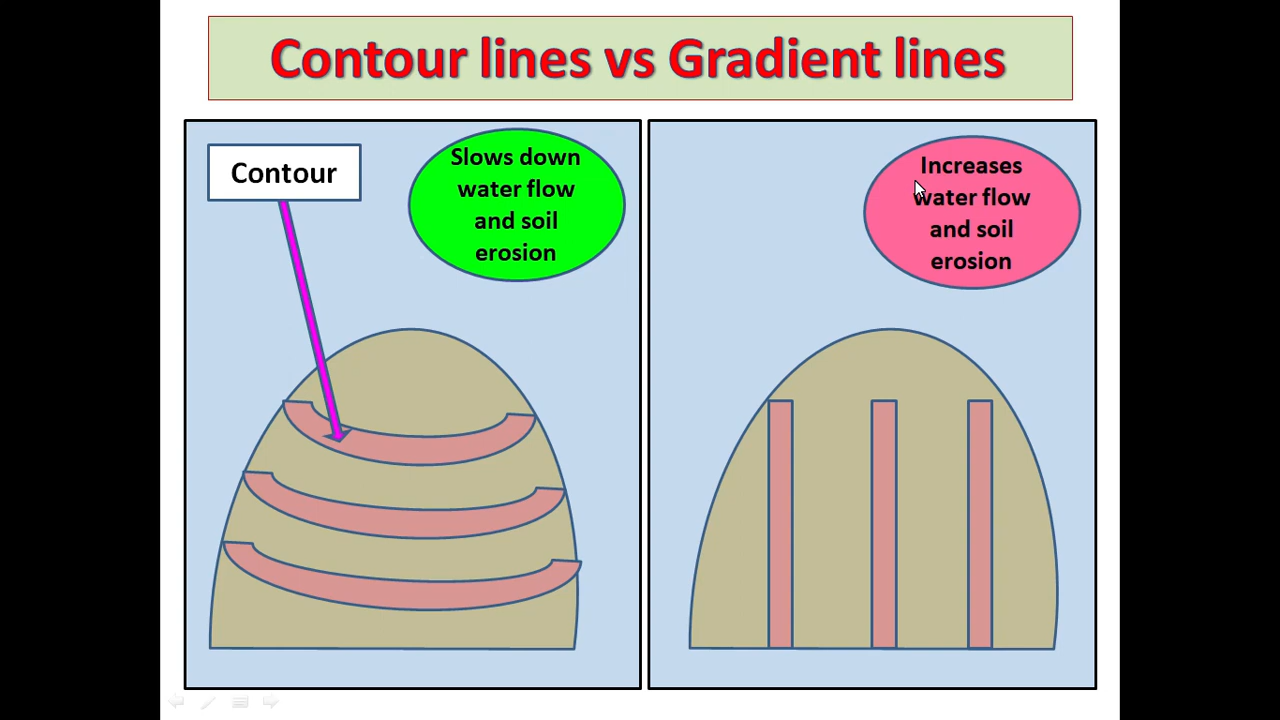 Contour lines vs Gradient lines
Contour
Slows down
water flow
and soil
erosion
Increases
water flow
and soil
erosion